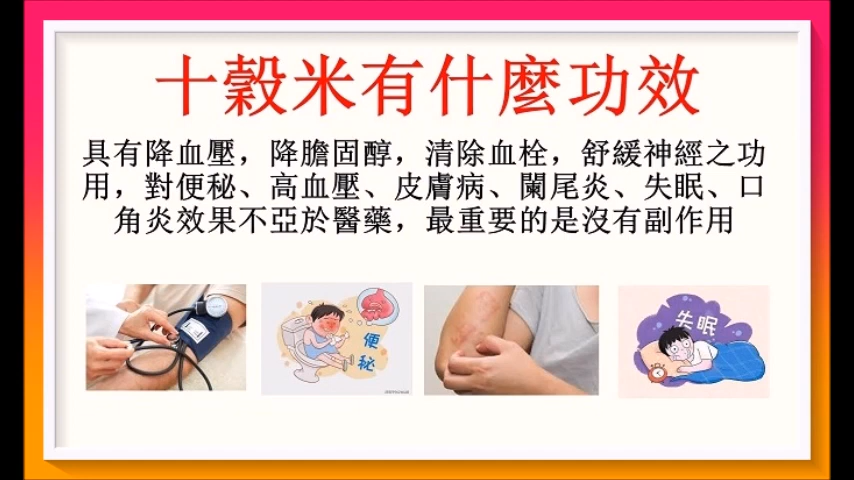 十穀米有什麼功效
具有降血壓，降膽固醇，清除血栓，舒緩神經之功
用，對便秘、高血壓、皮膚病、闌尾炎、失眠、口
角炎效果不亞於醫藥，最重要的是沒有副作用
便
秘
失眠